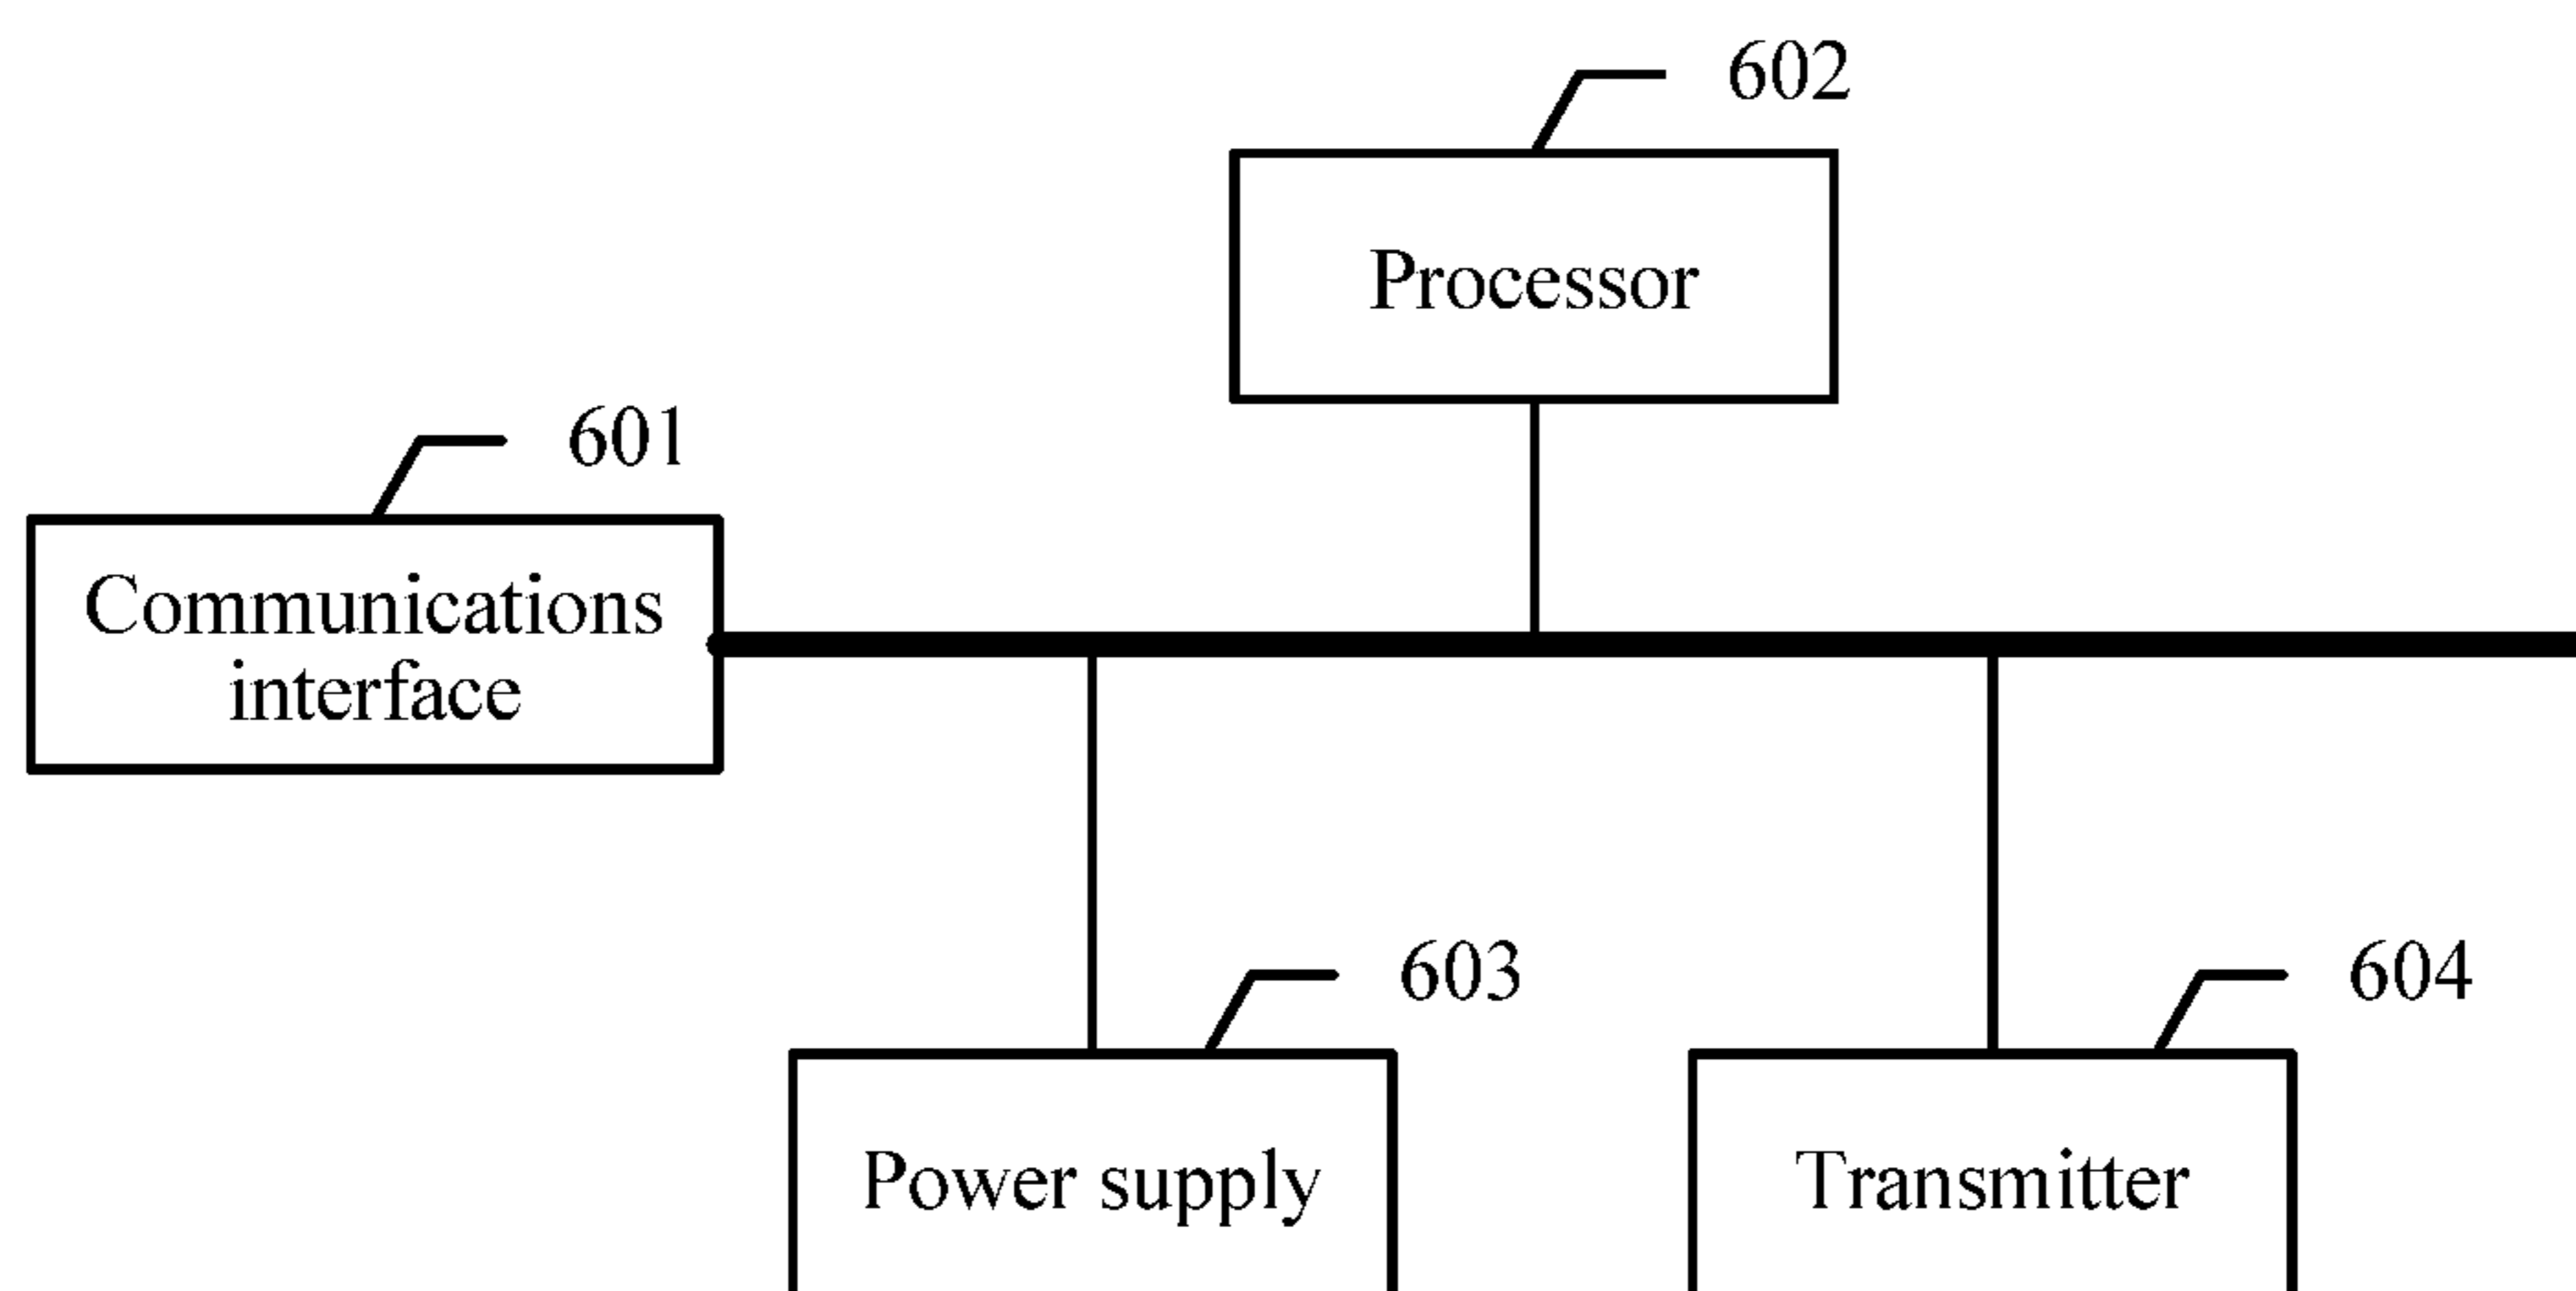 602
Processor
601
Communications
interface
603
604
Power supply
Transmitter